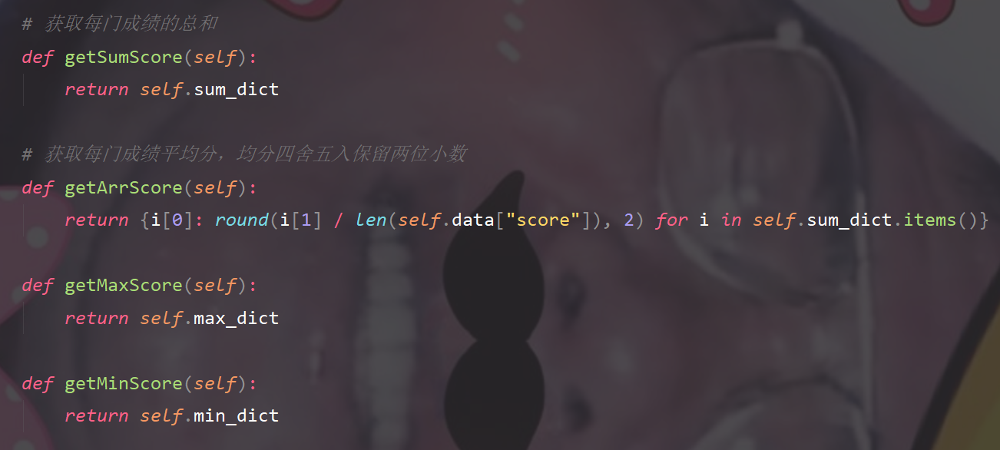 # 获取每门成绩的总和
def getSumScore(self):
    return self.sum_dict
# 获取每门成绩平均分，均分四舍五入保留两位小数
def getArrScore(self):
    return {i[0]: round(i[1] / len(self.data["score"]), 2) for i in self.sum_dict.items()}
def getMaxScore(self):
    return self.max_dict
def getMinScore(self):
    return self.min_dict